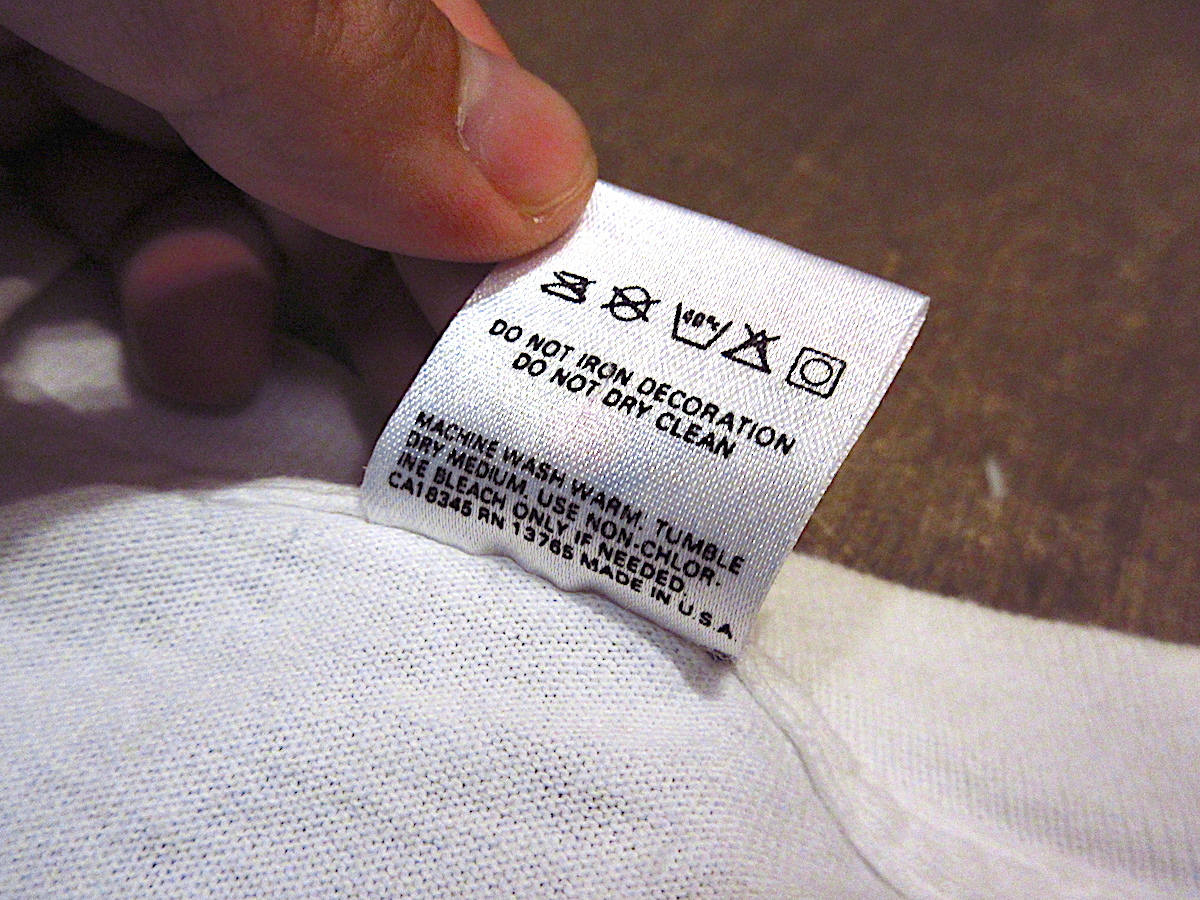 40°
DO NOT IRON DECORATION
DO NOT DRY CLEAN
MACHINE WASH WARM. TUMBLE
DRY MEDIUM. USE NON-CHLOR-
INE BLEACH ONLY, IF NEEDED.
CA18345 RN 13765 MADE IN U.S.A